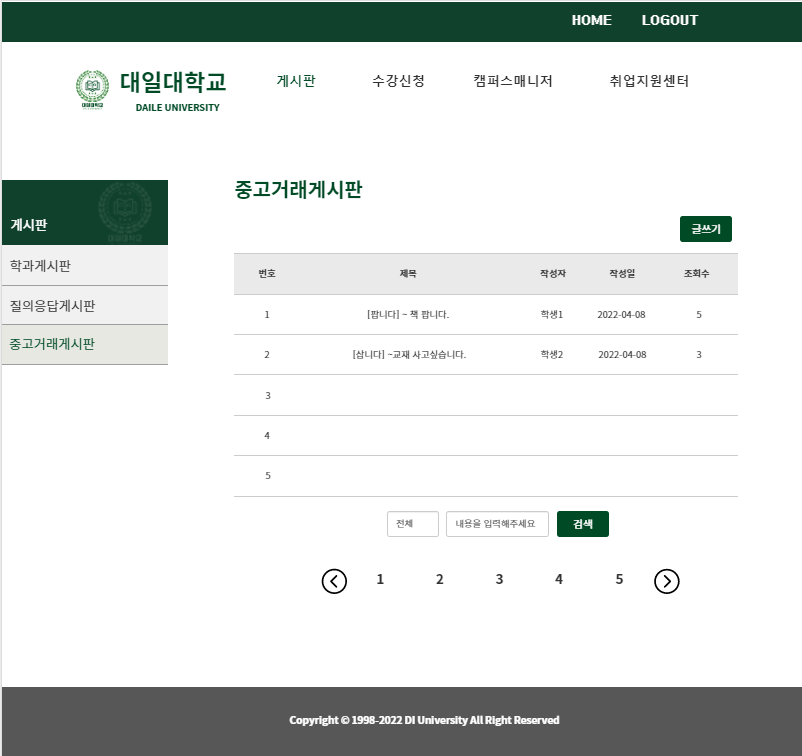 HOME LOGOUT
대일대학교
DAILE UNIVERSITY
게시판 수강신청 캠퍼스매니저 취업지원센터
게시판
학과게시판
질의응답게시판
중고거래게시판
중고거래게시판
글쓰기
번호 제목 작성자 작성일 조회수
1 [팝니다] ~ 책 팝니다. 학생1 2022-04-08 5
2 [삽니다] ~교재 사고싶습니다. 학생2 2022-04-08 3
3
4
5
전체 내용을 입력해주세요 검색
1 2 3 4 5
Copyright © 1998-2022 DI University All Right Reserved